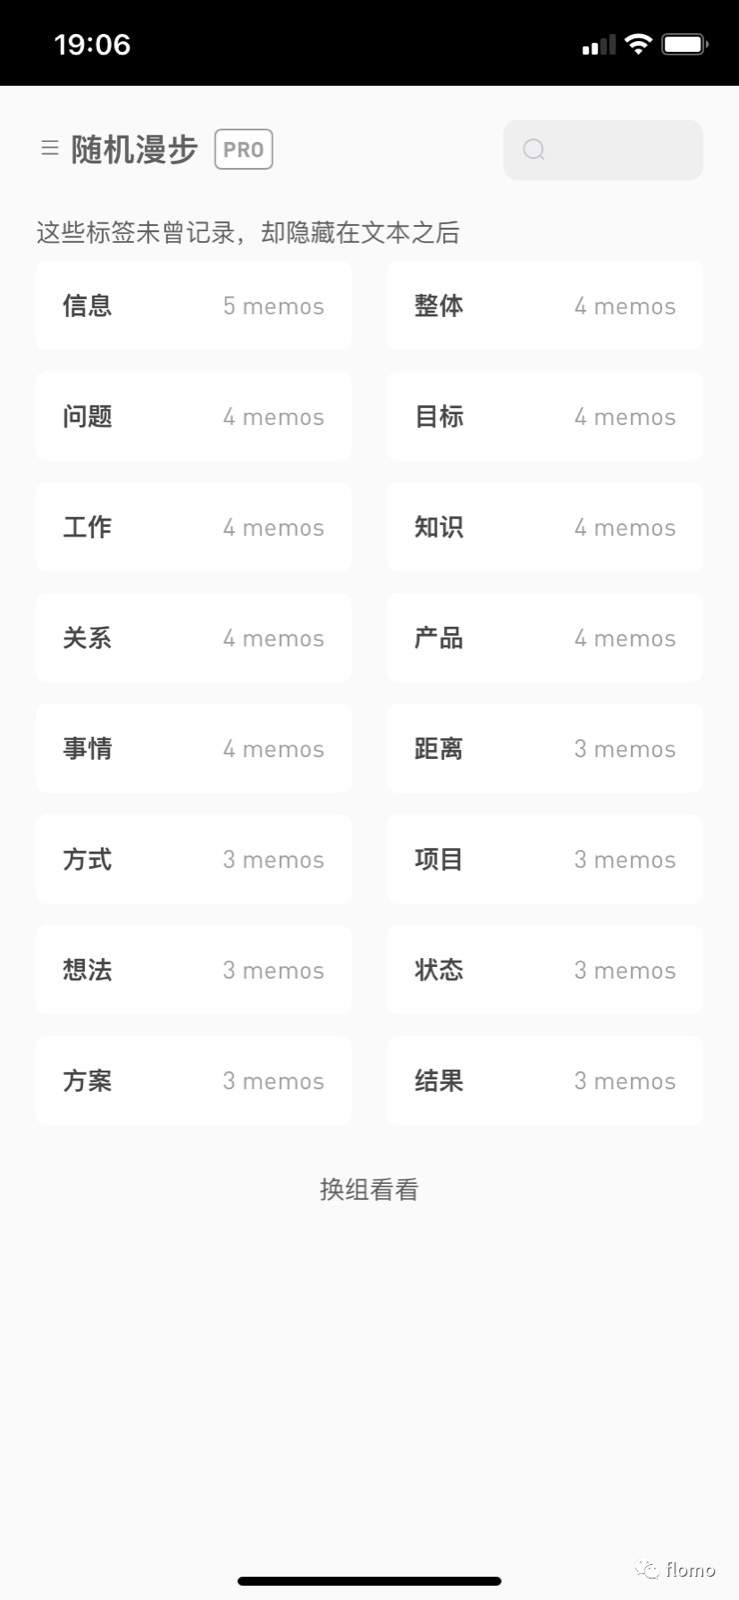 19:06
随机漫步 PRO
这些标签未曾记录，却隐藏在文本之后
信息 5 memos 整体 4 memos
问题 4 memos 目标 4 memos
工作 4 memos 知识 4 memos
关系 4 memos 产品 4 memos
事情 4 memos 距离 3 memos
方式 3 memos 项目 3 memos
想法 3 memos 状态 3 memos
方案 3 memos 结果 3 memos
换组看看
flomo